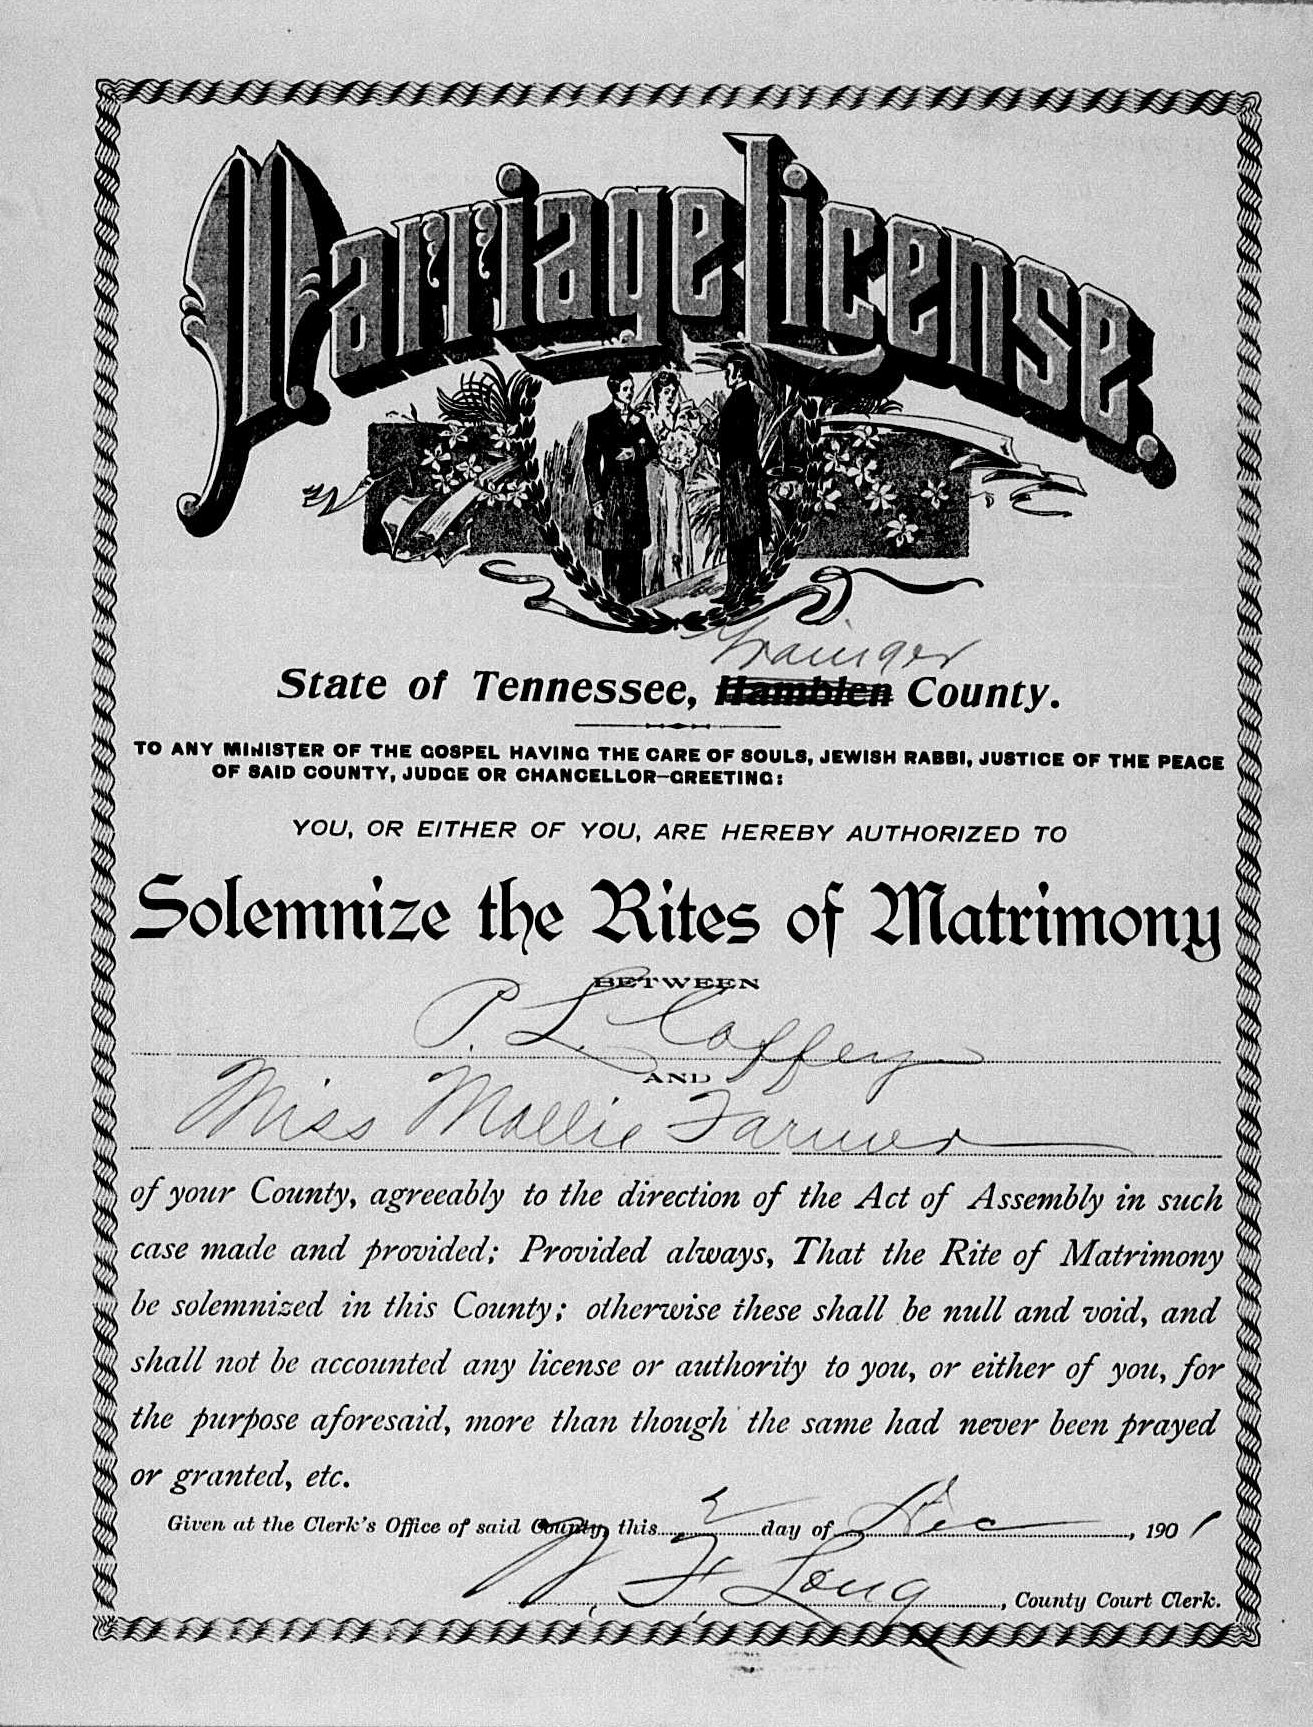 Marriage License.
Grainger
State of Tennessee, Hamblen County.
TO ANY MINISTER OF THE GOSPEL HAVING THE CARE OF SOULS, JEWISH RABBI, JUSTICE OF THE PEACE
OF SAID COUNTY, JUDGE OR CHANCELLOR—GREETING:
YOU, OR EITHER OF YOU, ARE HEREBY AUTHORIZED TO
Solemnize the Rites of Matrimony
BETWEEN
P. L. Coffey
AND
Miss Mollie Farmer
of your County, agreeably to the direction of the Act of Assembly in such
case made and provided; Provided always, That the Rite of Matrimony
be solemnized in this County; otherwise these shall be null and void, and
shall not be accounted any license or authority to you, or either of you, for
the purpose aforesaid, more than though the same had never been prayed
or granted, etc.
Given at the Clerk's Office of said County, this 2 day of Dec, 1901
F. Long, County Court Clerk.